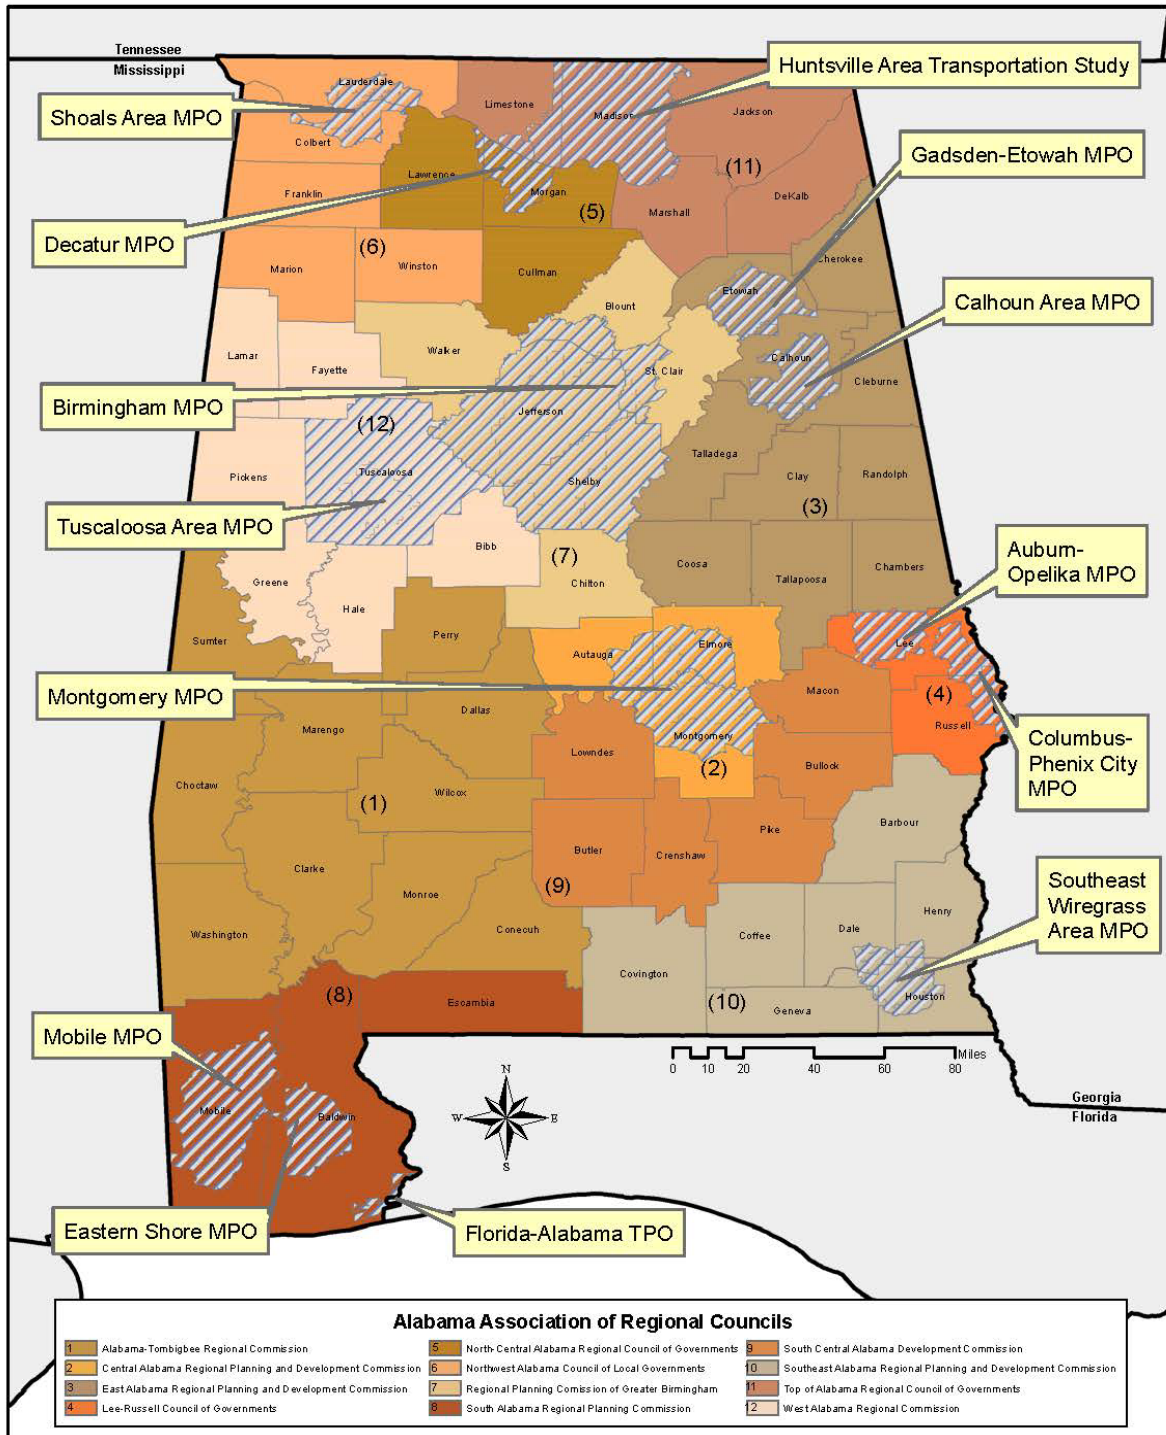 Tennessee
Mississippi
Huntsville Area Transportation Study
Lauderdale
Limestone
Madison
Jackson
Shoals Area MPO
Colbert
Gadsden-Etowah MPO
(11)
Lawrence
Morgan
Franklin
DeKalb
Marshall
(5)
Decatur MPO
(6)
Cherokee
Marion
Winston
Cullman
Etowah
Calhoun Area MPO
Blount
Walker
Lamar
Fayette
Calhoun
St. Clair
Cleburne
Birmingham MPO
Jefferson
(12)
Talladega
Tuscaloosa
Pickens
Clay
Randolph
Shelby
(3)
Tuscaloosa Area MPO
Bibb
(7)
Auburn-
Opelika MPO
Coosa
Chambers
Tallapoosa
Greene
Chilton
Hale
Perry
Sumter
Autauga
Elmore
Lee
Montgomery MPO
Macon
(4)
Dallas
Russell
Marengo
Montgomery
Columbus-
Phenix City
MPO
Lowndes
(2)
Bullock
Choctaw
Wilcox
(1)
Barbour
Pike
Butler
Crenshaw
Clarke
(9)
Monroe
Southeast
Wiregrass
Area MPO
Henry
Conecuh
Dale
Washington
Coffee
Covington
(8)
Houston
Escambia
(10)
Geneva
Mobile MPO
Miles
0 10 20 40 60 80
N
W E
S
Georgia
Florida
Mobile
Baldwin
Eastern Shore MPO
Florida-Alabama TPO
Alabama Association of Regional Councils
1 Alabama-Tombigbee Regional Commission
2 Central Alabama Regional Planning and Development Commission
3 East Alabama Regional Planning and Development Commission
4 Lee-Russell Council of Governments
5 North-Central Alabama Regional Council of Governments
6 Northwest Alabama Council of Local Governments
7 Regional Planning Comission of Greater Birmingham
8 South Alabama Regional Planning Commission
9 South Central Alabama Development Commission
10 Southeast Alabama Regional Planning and Development Commission
11 Top of Alabama Regional Council of Governments
12 West Alabama Regional Commission